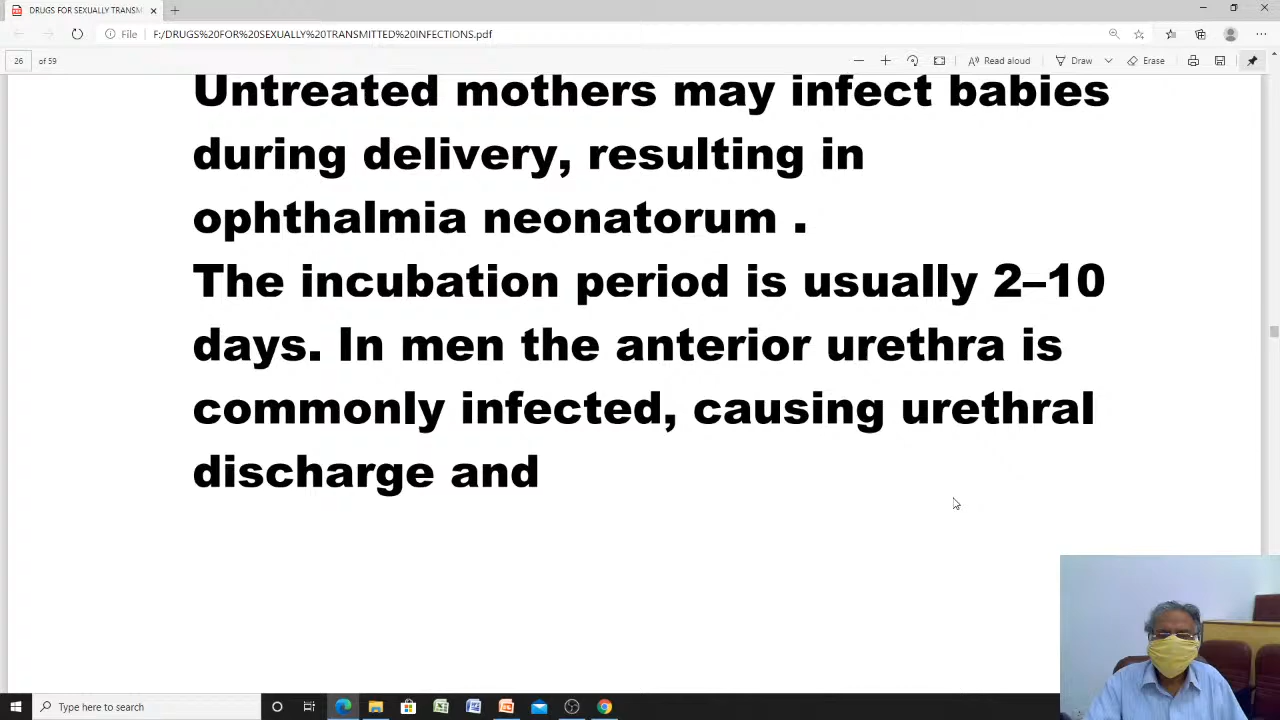 DRUGS FOR SEXUALLY TRANSM
File F:/DRUGS%20FOR%20SEXUALLY%20TRANSMITTED%20INFECTIONS.pdf
26 of 59 Read aloud Draw Erase
Untreated mothers may infect babies
during delivery, resulting in
ophthalmia neonatorum .
The incubation period is usually 2–10
days. In men the anterior urethra is
commonly infected, causing urethral
discharge and
Type here to search